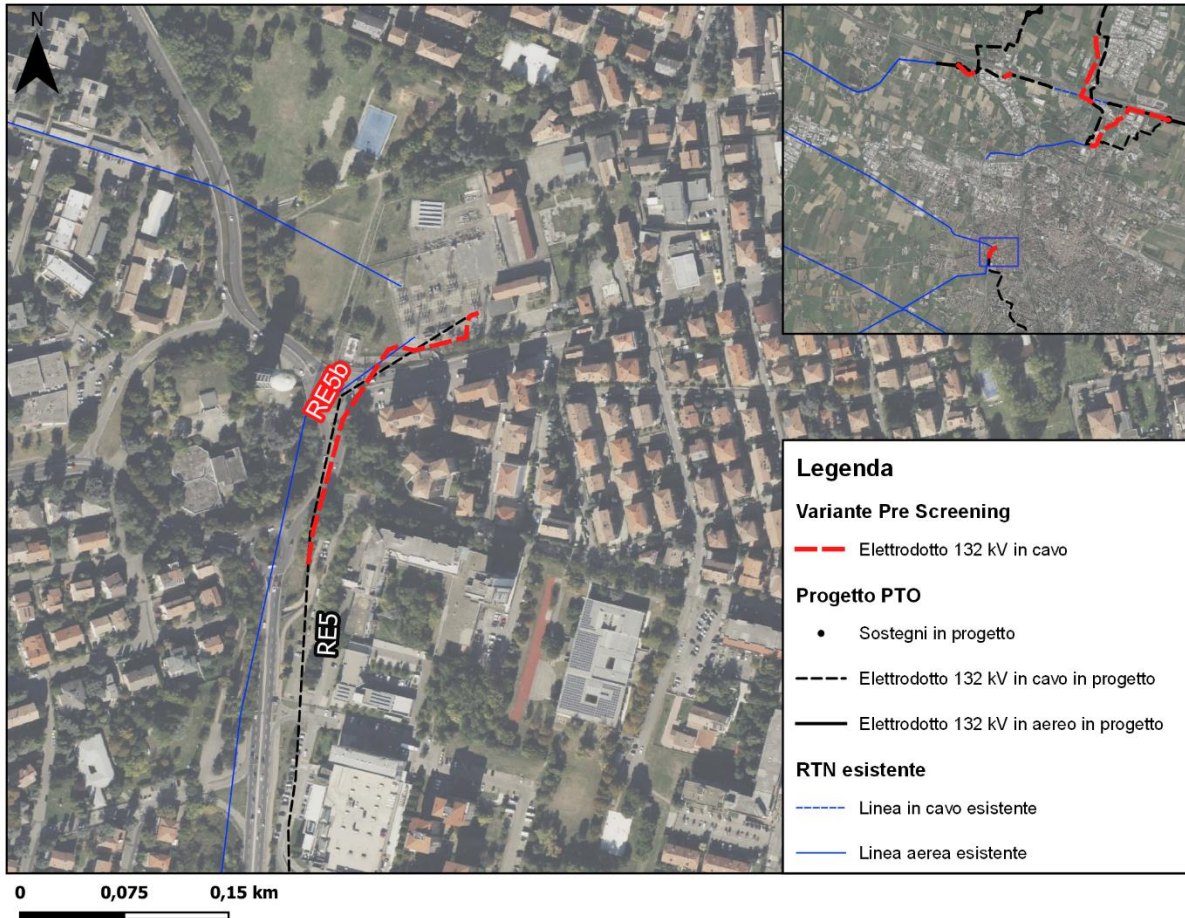 N
RE5b
RE5
Legenda
Variante Pre Screening
Elettrodotto 132 kV in cavo
Progetto PTO
Sostegni in progetto
Elettrodotto 132 kV in cavo in progetto
Elettrodotto 132 kV in aereo in progetto
RTN esistente
Linea in cavo esistente
Linea aerea esistente
0 0,075 0,15 km